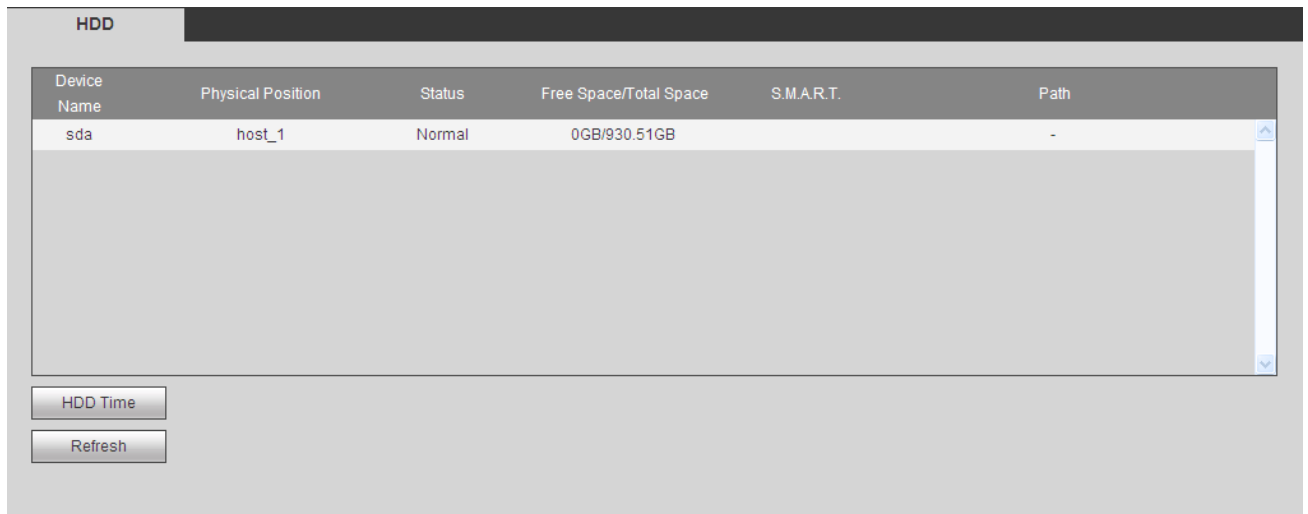 HDD
Device
Name
Physical Position
Status
Free Space/Total Space
S.M.A.R.T.
Path
sda
host_1
Normal
0GB/930.51GB
-
HDD Time
Refresh